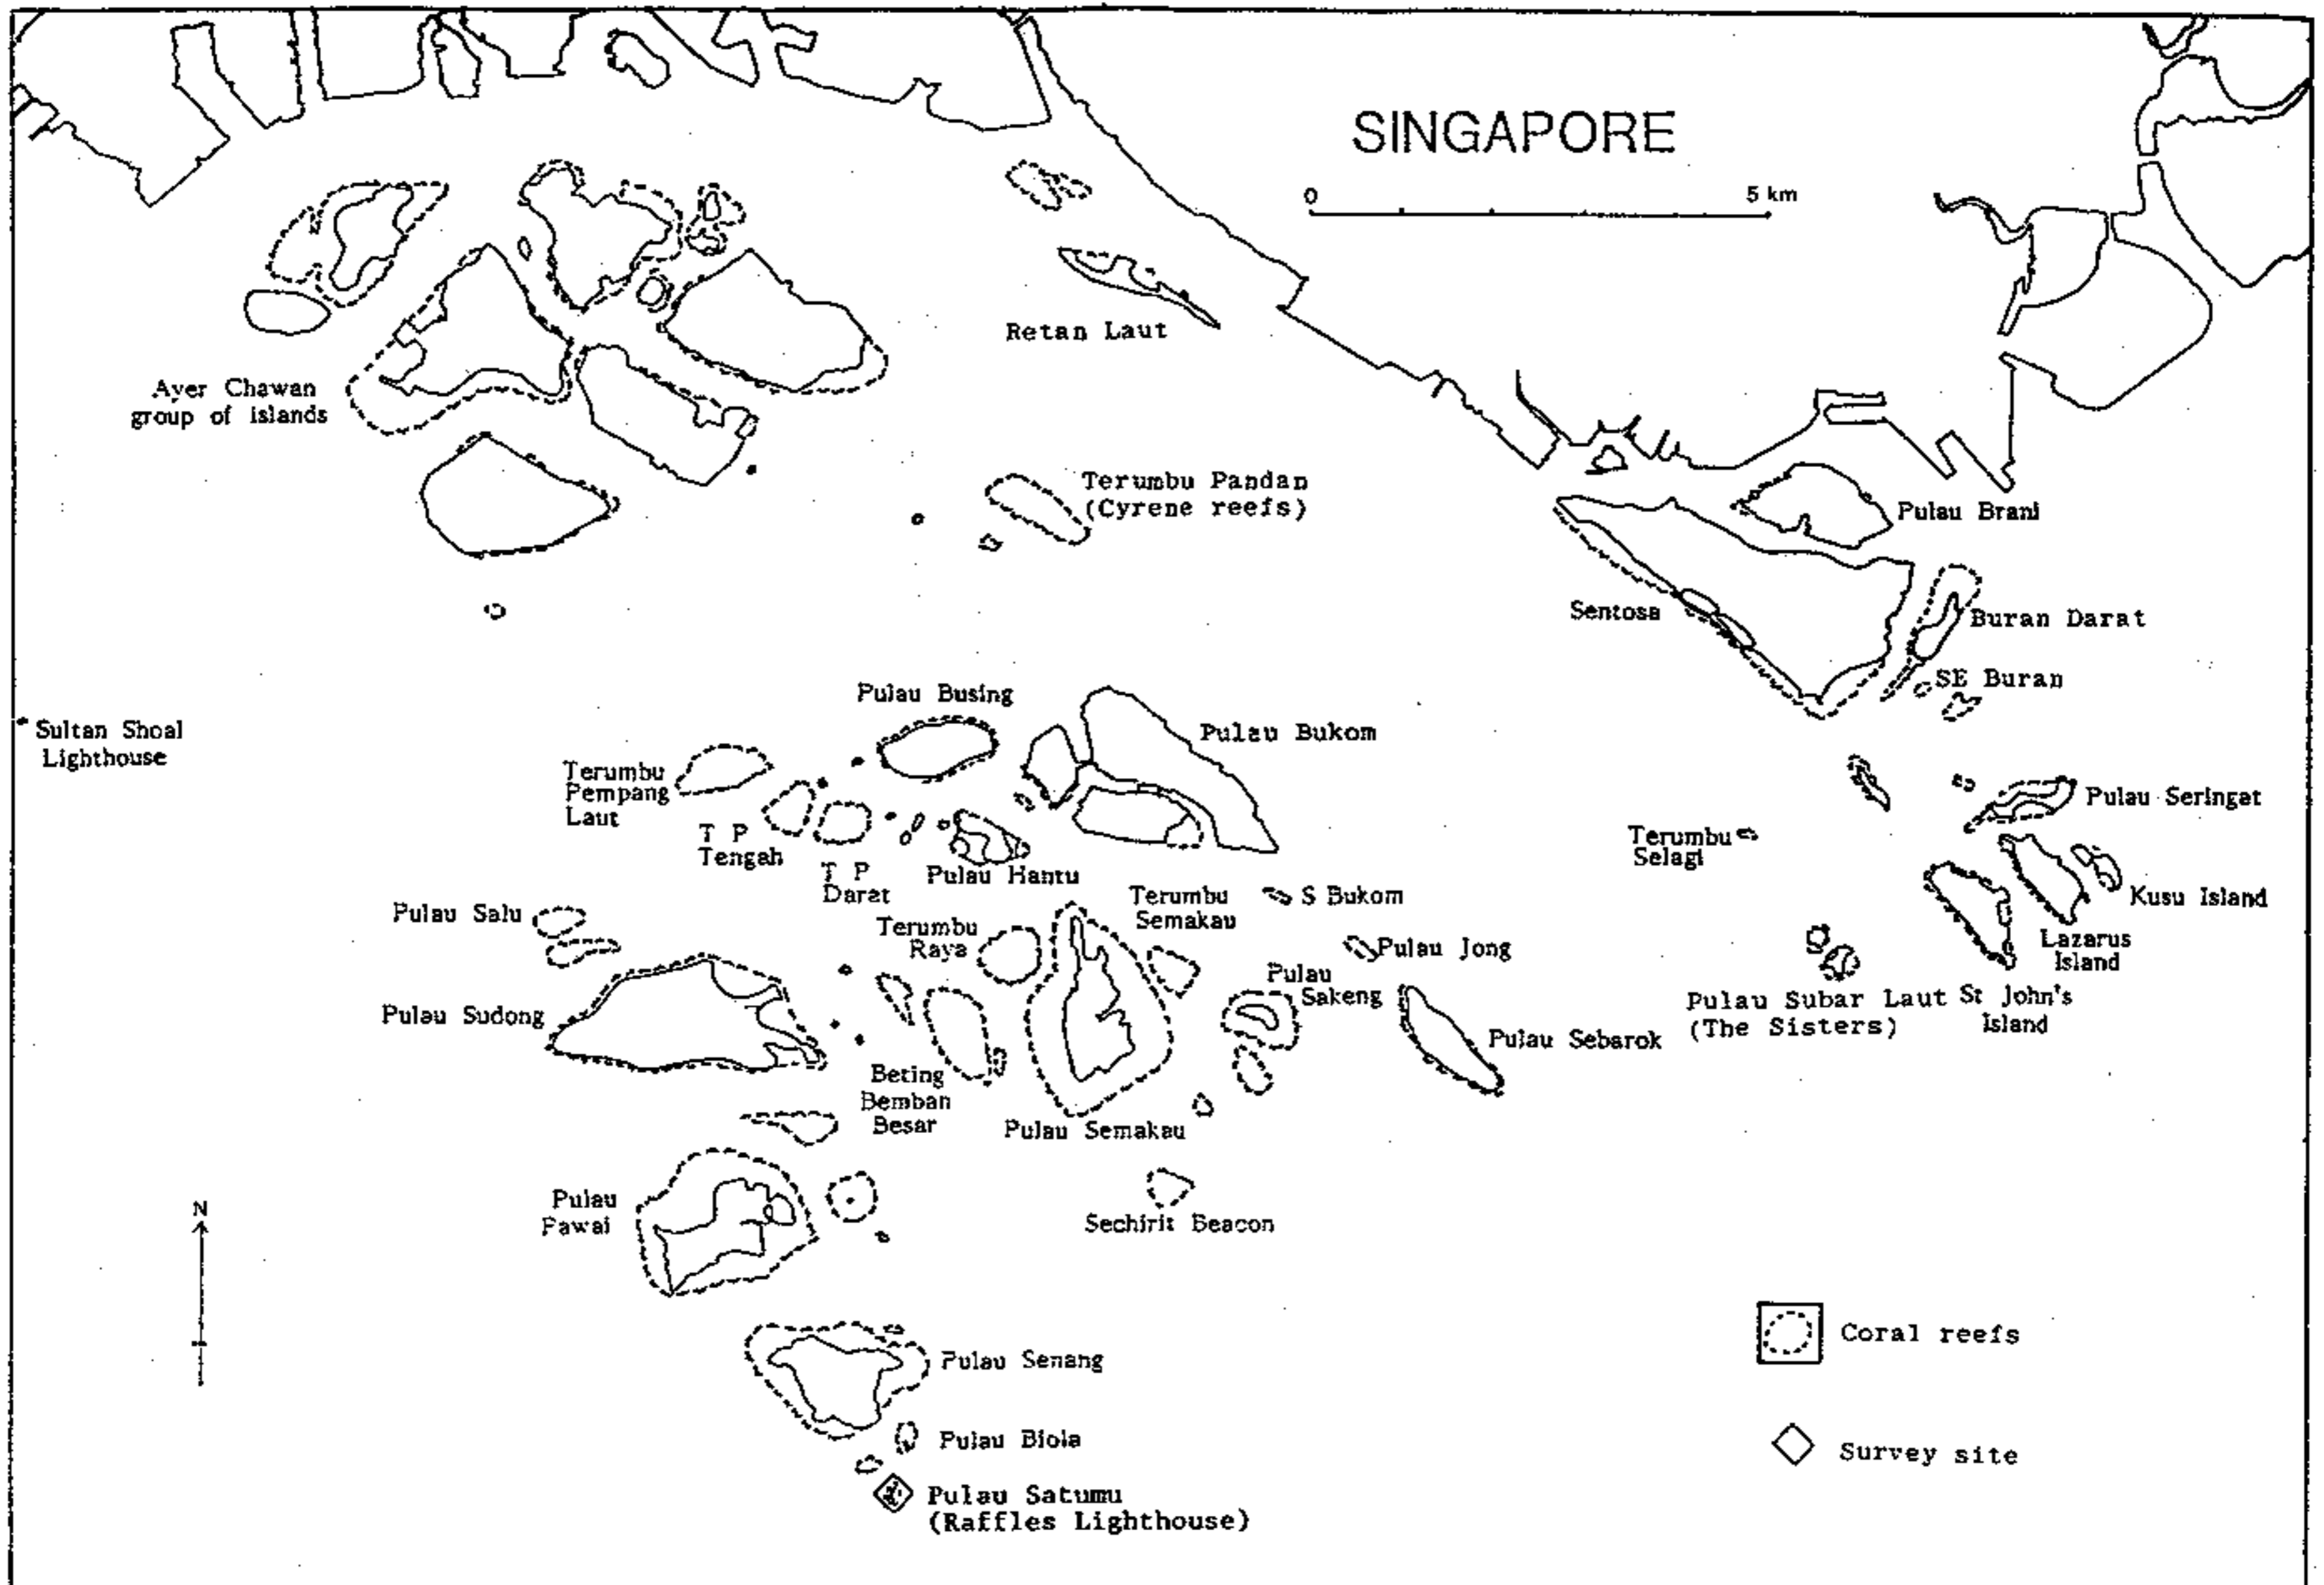 SINGAPORE
0 5 km
Retan Laut
Ayer Chawan
group of islands
Terumbu Pandan
(Cyrene reefs)
Pulau Brani
Sentosa
Buran Darat
SE Buran
Pulau Busing
Pulau Bukom
Sultan Shoal
Lighthouse
Terumbu
Pempang
Laut
T P
Tengah
T P
Darat
Pulau Hantu
Pulau Seringat
Terumbu
Selagi
Kusu Island
Lazarus
Island
St John's
Island
Pulau Subar Laut
(The Sisters)
Pulau Salu
Terumbu
Raya
Terumbu
Semakau
S Bukom
Pulau Jong
Pulau
Sakeng
Pulau Sudong
Pulau Sebarok
Beting
Bemban
Besar
Pulau Semakau
Pulau
Pawai
Sechirit Beacon
N
Pulau Senang
Pulau Biola
Pulau Satumu
(Raffles Lighthouse)
Coral reefs
Survey site